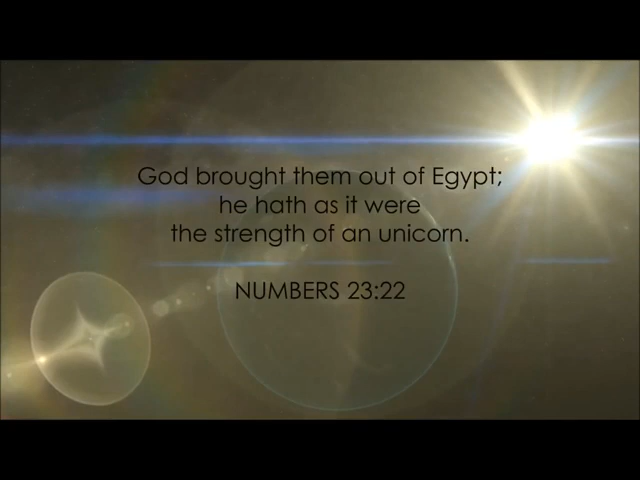 God brought them out of Egypt;
he hath as it were
the strength of an unicorn.
NUMBERS 23:22